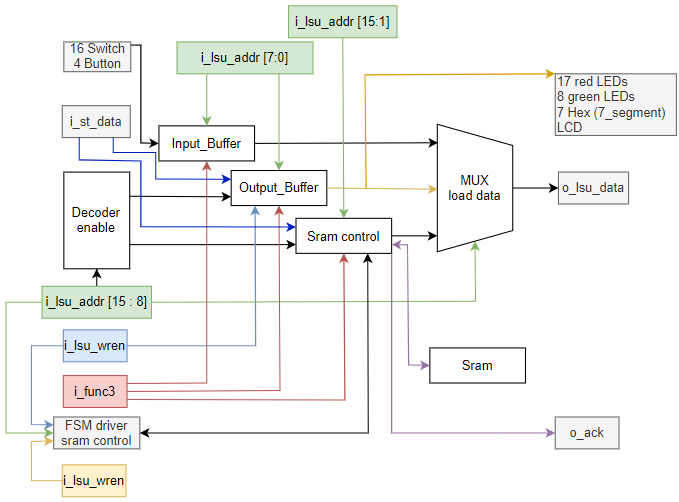 i_lsu_addr [15:1]
16 Switch
4 Button
i_lsu_addr [7:0]
17 red LEDs
8 green LEDs
7 Hex (7_segment)
LCD
i_st_data
Input_Buffer
MUX
load data
Output_Buffer
o_lsu_data
Decoder
enable
Sram control
i_lsu_addr [15 : 8]
i_lsu_wren
Sram
i_func3
FSM driver
sram control
o_ack
i_lsu_wren